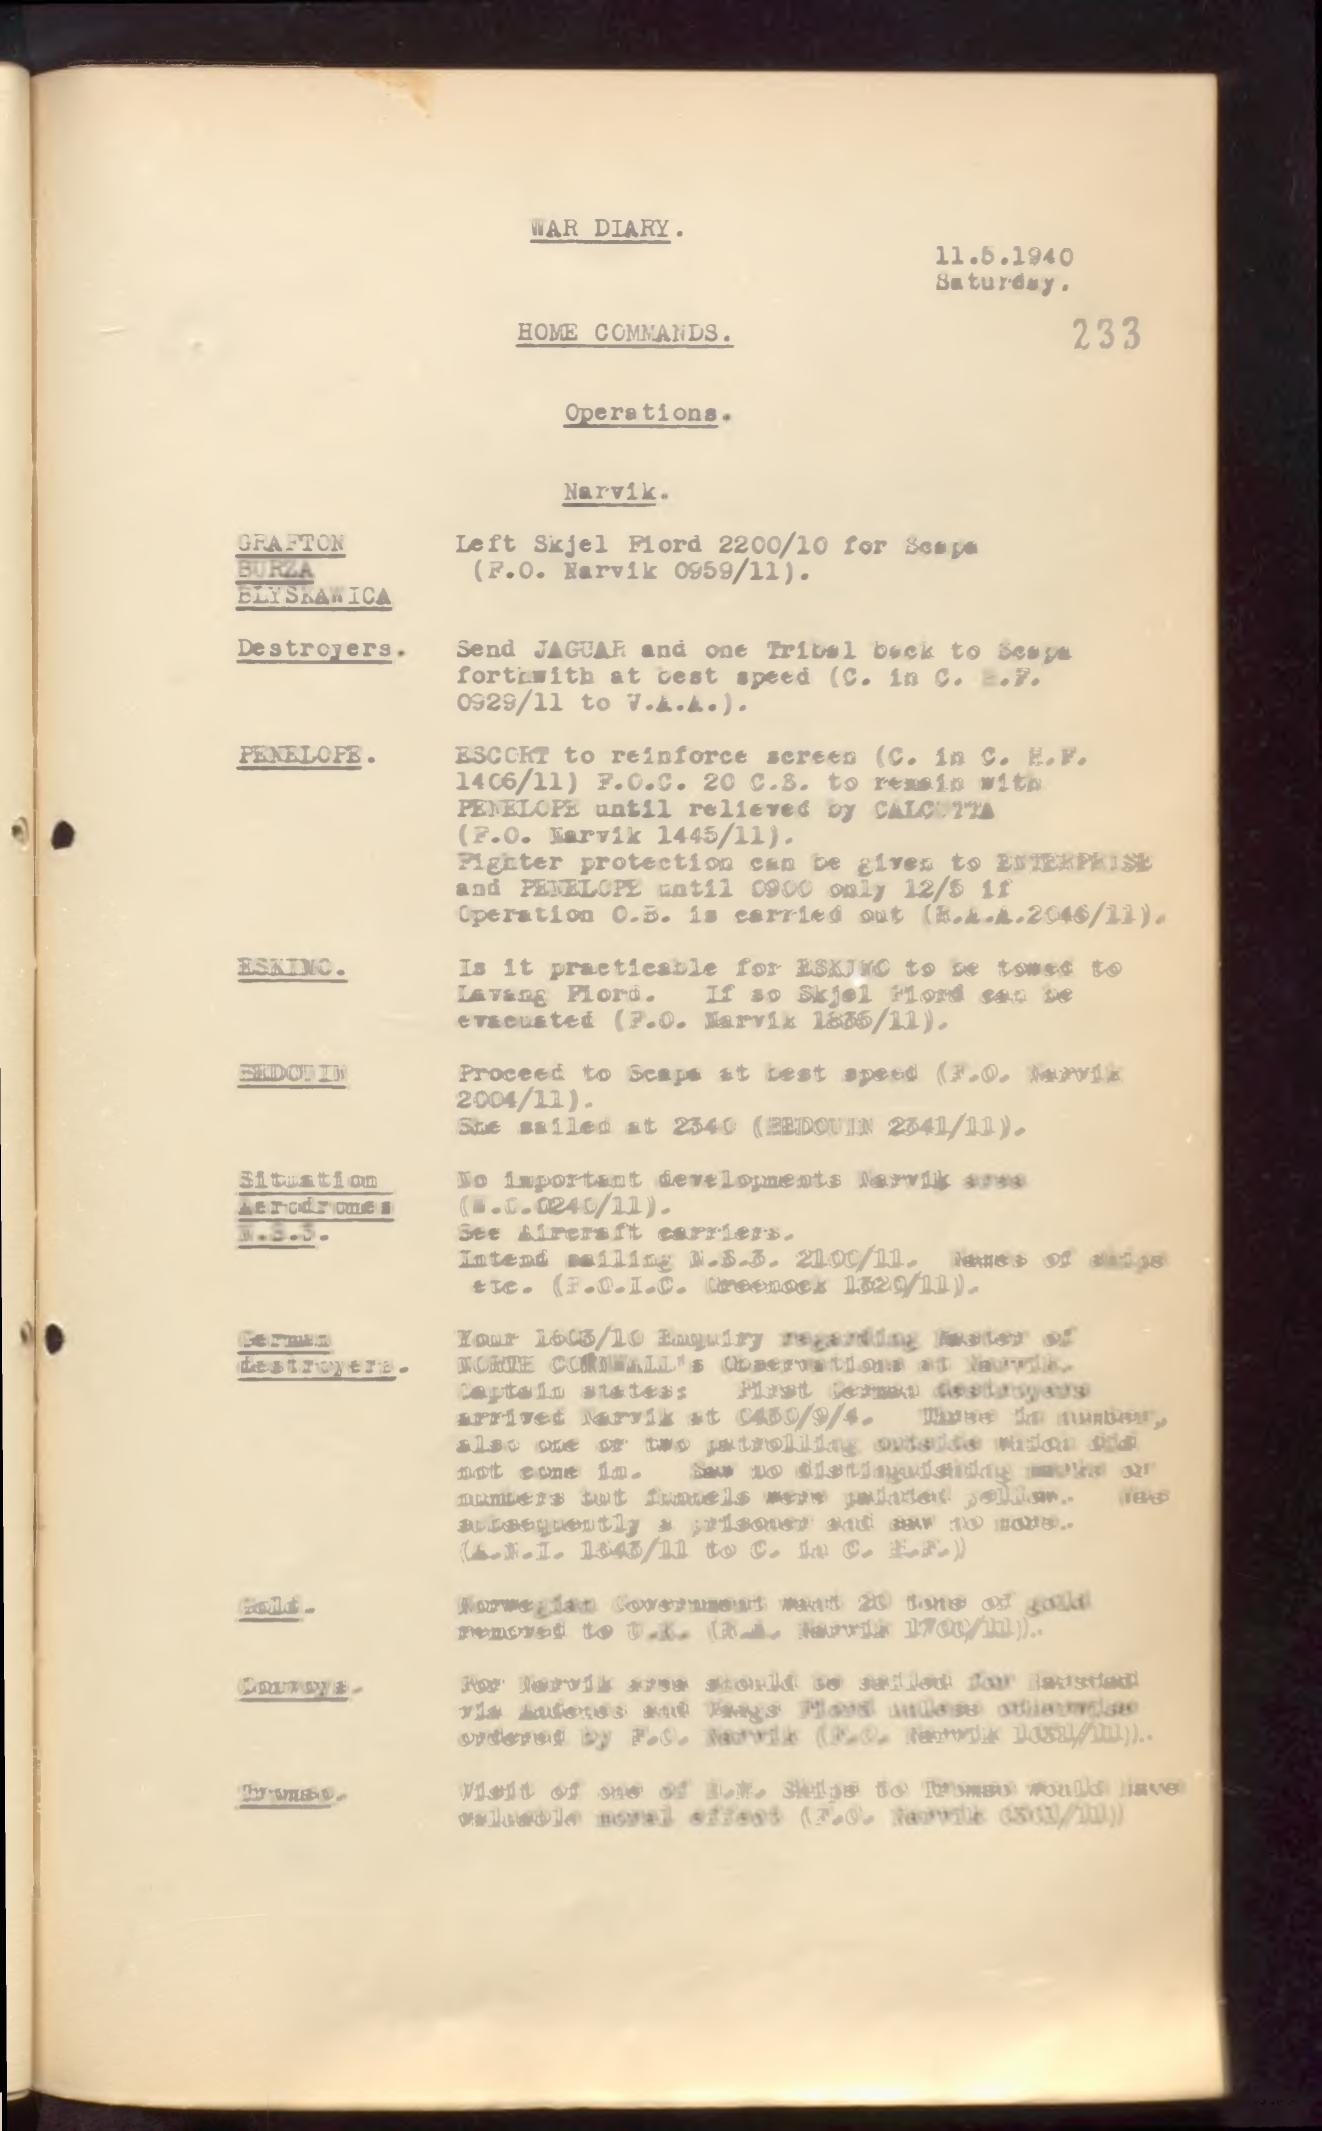 WAR DIARY.
11.5.1940
Saturday.
HOME COMMANDS.
233
Operations.
Narvik.
GRAFTON
BURZA
BLYSKAWICA
Left Skjel Fiord 2200/10 for Scapa
(F.O. Narvik 0959/11).
Destroyers.
Send JAGUAR and one Tribal back to Scapa
forthwith at best speed (C. in C. H.F.
0929/11 to V.A.A.).
PENELOPE.
ESCORT to reinforce screen (C. in C. H.F.
1406/11) F.O.C. 20 C.S. to remain with
PENELOPE until relieved by CALCUTTA
(F.O. Narvik 1445/11).
Fighter protection can be given to ENTERPRISE
and PENELOPE until 0900 only 12/5 if
Operation O.B. is carried out (R.A.A.2046/11).
ESKIMO.
Is it practicable for ESKIMO to be towed to
Lavang Fiord. If so Skjel Fiord can be
evacuated (F.O. Narvik 1835/11).
BEDOUIN
Proceed to Scapa at best speed (F.O. Narvik
2004/11).
She sailed at 2340 (BEDOUIN 2341/11).
Situation
Aerodromes
N.S.3.
No important developments Narvik area
(W.O.0240/11).
See Aircraft carriers.
Intend sailing N.S.3. 2100/11. Names of ships
etc. (F.O.I.C. Greenock 1320/11).
German
destroyers.
Your 1603/10 Enquiry regarding Master of
NORTH CORNWALL's Observations at Narvik.
Captain states: First German destroyers
arrived Narvik at 0430/9/4. Three in number,
also one or two patrolling outside which did
not come in. Saw no distinguishing marks or
numbers but funnels were painted yellow. Was
subsequently a prisoner and saw no more.
(A.N.I. 1343/11 to C. in C. H.F.)
Gold.
Norwegian Government want 20 tons of gold
removed to U.K. (R.A. Narvik 1700/11).
Convoys.
For Narvik area should be sailed for Harstad
via Andenes and Vaags Fiord unless otherwise
ordered by F.O. Narvik (F.O. Narvik
Tromso.
Visit of one of H.M. Ships to Tromso would have
valuable moral effect (F.O. Narvik